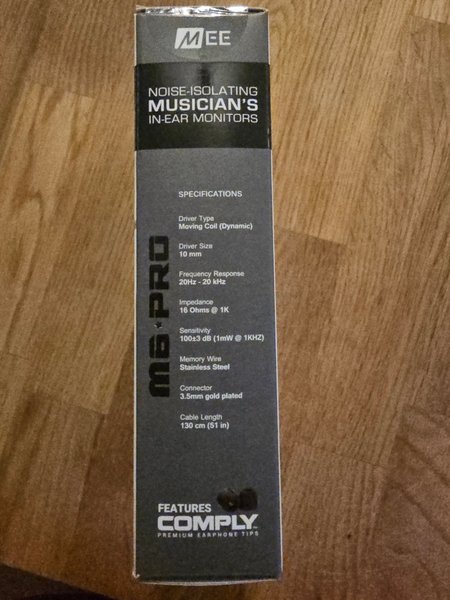 MEE
NOISE-ISOLATING
MUSICIAN'S
IN-EAR MONITORS
SPECIFICATIONS
Driver Type
Moving Coil (Dynamic)
Driver Size
10 mm
Frequency Response
20Hz - 20 kHz
Impedance
16 Ohms @ 1K
Sensitivity
100±3 dB (1mW @ 1KHZ)
Memory Wire
Stainless Steel
Connector
3.5mm gold plated
Cable Length
130 cm (51 in)
M6★PRO
FEATURES
COMPLY™
PREMIUM EARPHONE TIPS